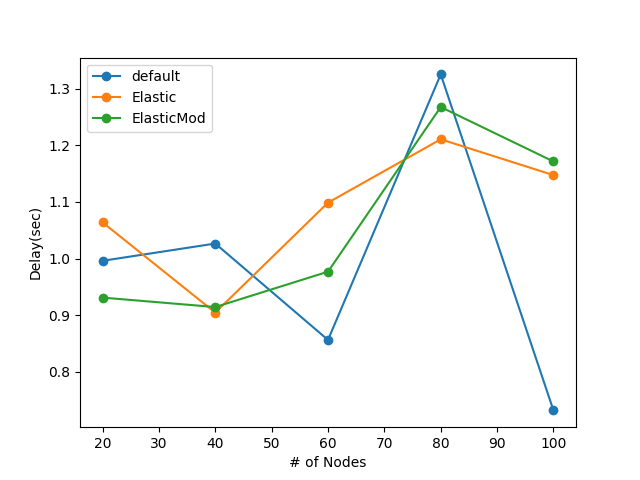 default
Elastic
ElasticMod
1.3
1.2
1.1
1.0
0.9
0.8
Delay(sec)
20 30 40 50 60 70 80 90 100
# of Nodes